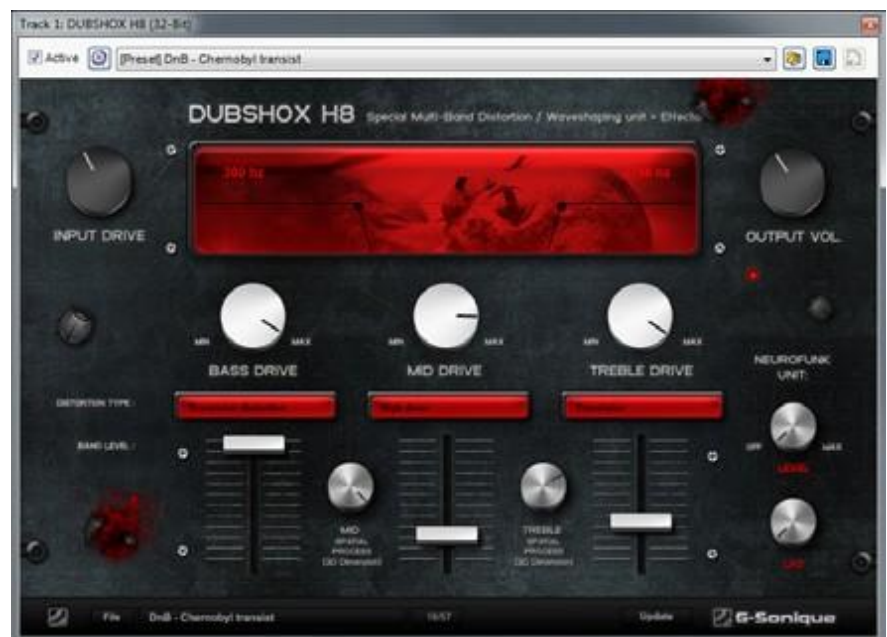 Track 1: DUBSHOX H8 (32-Bit)
Active [Preset] DnB - Chernobyl transist
DUBSHOX H8 Special Multi-Band Distortion / Waveshaping unit + Effects
INPUT DRIVE
OUTPUT VOL.
MIN MAX MIN MAX MIN MAX
BASS DRIVE MID DRIVE TREBLE DRIVE
NEUROFUNK
UNIT:
DISTORTION TYPE :
BAND LEVEL :
OFF MAX
LEVEL
MID
SPATIAL
PROCESS
(3D Dimension)
TREBLE
SPATIAL
PROCESS
(3D Dimension)
File DnB - Chernobyl transist Update G-Sonique